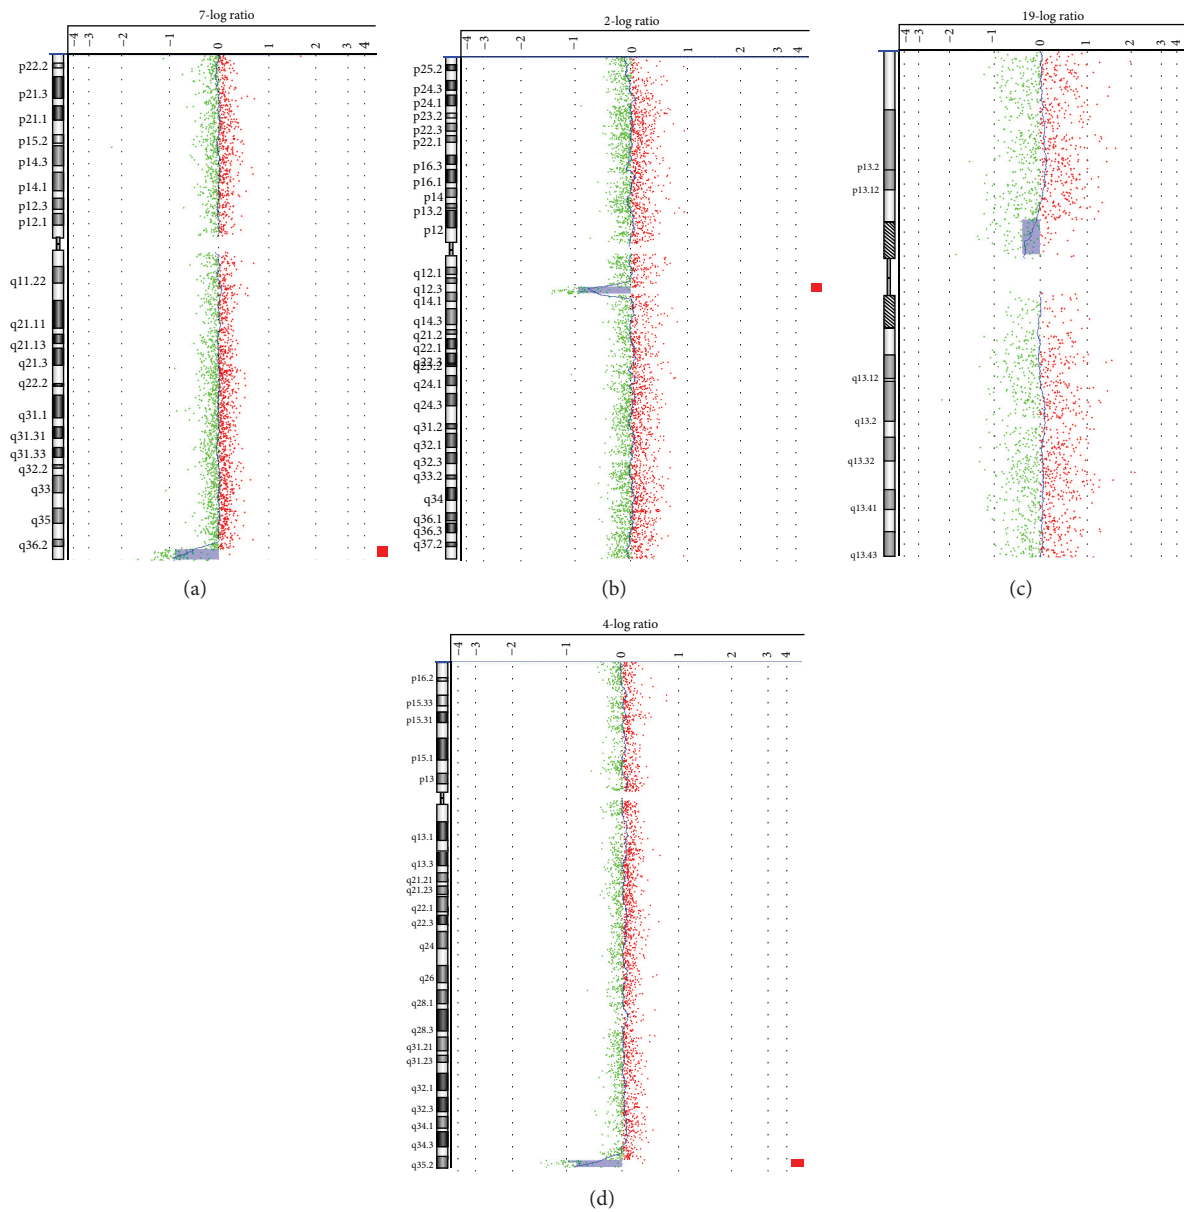 7-log ratio
−4 −3 −2 −1 0 1 2 3 4
p22.2
p21.3
p21.1
p15.2
p14.3
p14.1
p12.3
p12.1
q11.22
q21.11
q21.13
q21.3
q22.2
q31.1
q31.31
q31.33
q32.2
q33
q35
q36.2
(a)
2-log ratio
−4 −3 −2 −1 0 1 2 3 4
p25.2
p24.3
p24.1
p23.2
p22.3
p22.1
p16.3
p16.1
p14
p13.2
p12
q12.1
q12.3
q14.1
q14.3
q21.2
q22.1
q22.3
q23.2
q24.1
q24.3
q31.2
q32.1
q32.3
q33.2
q34
q36.1
q36.3
q37.2
(b)
19-log ratio
−4 −3 −2 −1 0 1 2 3 4
p13.2
p13.12
q13.12
q13.2
q13.32
q13.41
q13.43
(c)
4-log ratio
−4 −3 −2 −1 0 1 2 3 4
p16.2
p15.33
p15.31
p15.1
p13
q13.1
q13.3
q21.21
q21.23
q22.1
q22.3
q24
q26
q28.1
q28.3
q31.21
q31.23
q32.1
q32.3
q34.1
q34.3
q35.2
(d)